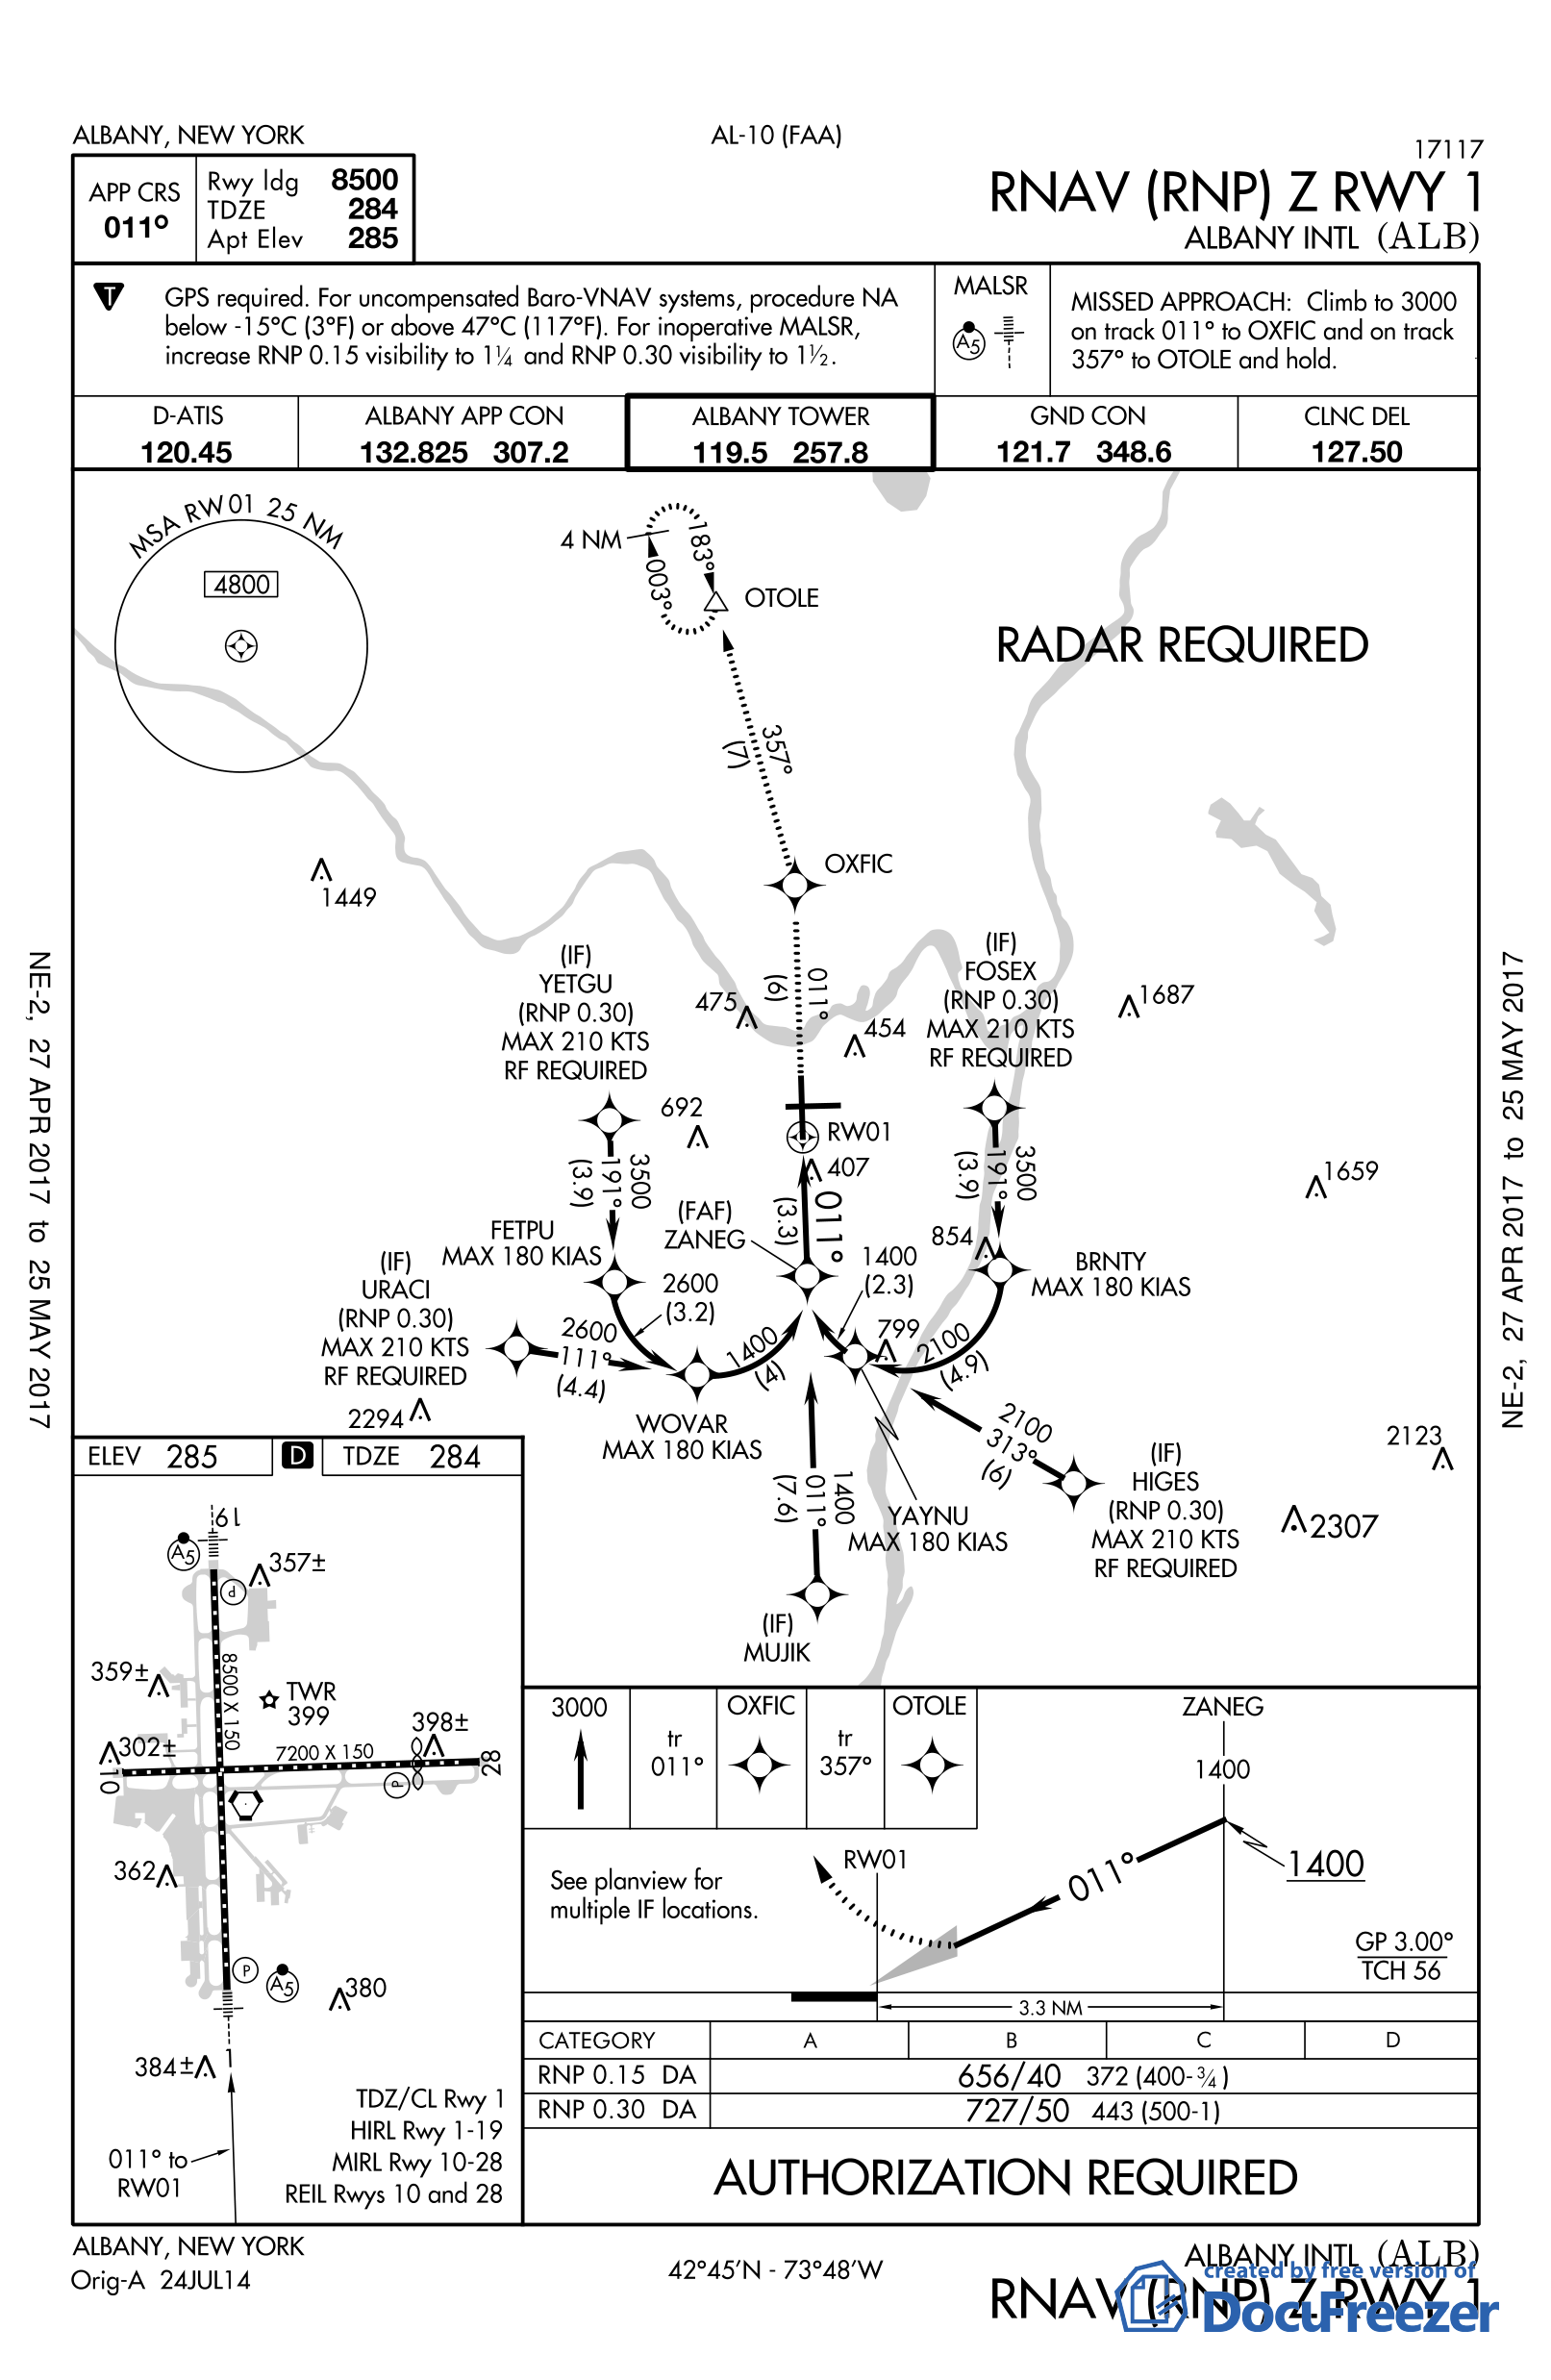 ALBANY, NEW YORK
AL-10 (FAA)
17117
APP CRS
011°
Rwy ldg 8500
TDZE 284
Apt Elev 285
RNAV (RNP) Z RWY 1
ALBANY INTL (ALB)
T
GPS required. For uncompensated Baro-VNAV systems, procedure NA
below -15°C (3°F) or above 47°C (117°F). For inoperative MALSR,
increase RNP 0.15 visibility to 1¼ and RNP 0.30 visibility to 1½.
MALSR
A5
MISSED APPROACH: Climb to 3000
on track 011° to OXFIC and on track
357° to OTOLE and hold.
D-ATIS
120.45
ALBANY APP CON
132.825 307.2
ALBANY TOWER
119.5 257.8
GND CON
121.7 348.6
CLNC DEL
127.50
MSA RW01 25 NM
4800
4 NM
183°
003°
OTOLE
RADAR REQUIRED
357°
(7)
OXFIC
1449
011°
(6)
475
454
1687
(IF)
YETGU
(RNP 0.30)
MAX 210 KTS
RF REQUIRED
(IF)
FOSEX
(RNP 0.30)
MAX 210 KTS
RF REQUIRED
692
RW01
407
1659
3500
191°
(3.9)
3500
191°
(3.9)
011°
(3.3)
(FAF)
ZANEG
FETPU
MAX 180 KIAS
854
BRNTY
MAX 180 KIAS
1400
(2.3)
2600
(3.2)
(IF)
URACI
(RNP 0.30)
MAX 210 KTS
RF REQUIRED
2600
111°
(4.4)
1400
(4)
799
2100
(4.9)
2294
WOVAR
MAX 180 KIAS
2100
313°
(6)
2123
(IF)
HIGES
(RNP 0.30)
MAX 210 KTS
RF REQUIRED
2307
YAYNU
MAX 180 KIAS
1400
011°
(7.6)
(IF)
MUJIK
NE-2, 27 APR 2017 to 25 MAY 2017
NE-2, 27 APR 2017 to 25 MAY 2017
ELEV 285
D
TDZE 284
19
A5
357±
P
359±
8500 X 150
TWR
399
302±
398±
7200 X 150
10
28
P
362
P
A5
380
384±
1
011° to
RW01
TDZ/CL Rwy 1
HIRL Rwy 1-19
MIRL Rwy 10-28
REIL Rwys 10 and 28
3000
tr
011°
OXFIC
tr
357°
OTOLE
ZANEG
1400
1400
RW01
011°
See planview for
multiple IF locations.
GP 3.00°
TCH 56
3.3 NM
CATEGORY A B C D
RNP 0.15 DA 656/40 372 (400-¾)
RNP 0.30 DA 727/50 443 (500-1)
AUTHORIZATION REQUIRED
ALBANY, NEW YORK
Orig-A 24JUL14
42°45'N - 73°48'W
ALBANY INTL (ALB)
RNAV (RNP) Z RWY 1
created by free version of
DocuFreezer